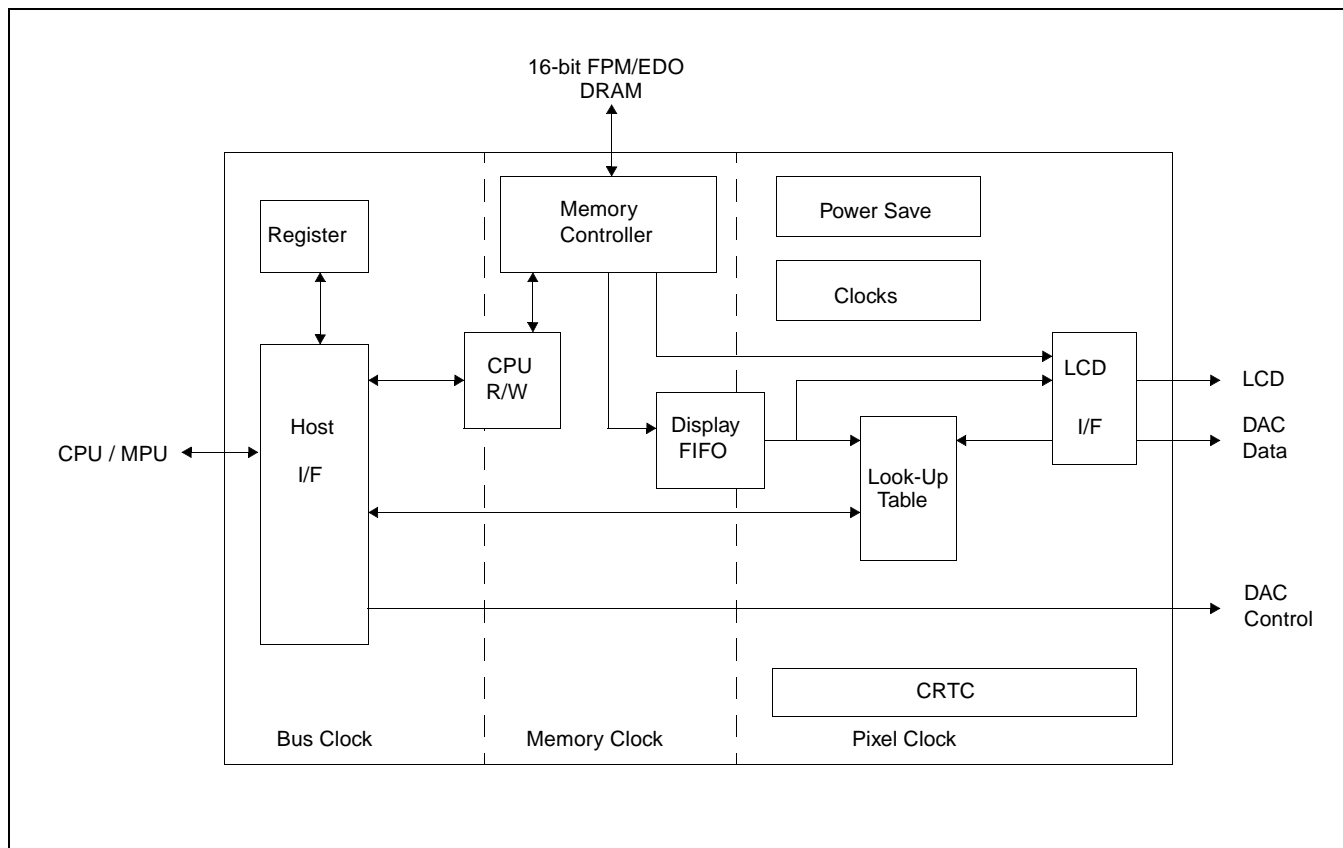 16-bit FPM/EDO
DRAM
Register
Memory
Controller
Power Save
Clocks
CPU
R/W
LCD
I/F
Host
I/F
Display
FIFO
Look-Up
Table
CPU / MPU
LCD
DAC
Data
DAC
Control
CRTC
Bus Clock
Memory Clock
Pixel Clock